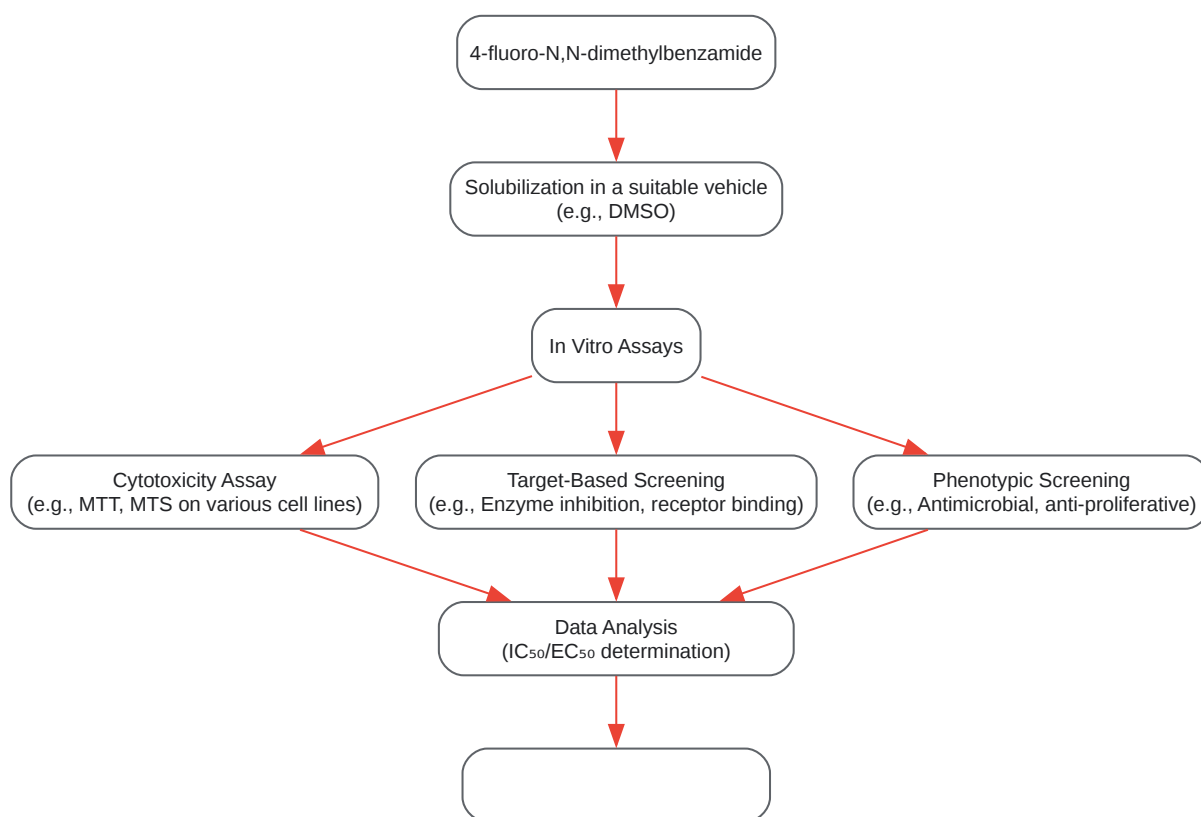 4-fluoro-N,N-dimethylbenzamide
Solubilization in a suitable vehicle
(e.g., DMSO)
In Vitro Assays
Cytotoxicity Assay
(e.g., MTT, MTS on various cell lines)
Target-Based Screening
(e.g., Enzyme inhibition, receptor binding)
Phenotypic Screening
(e.g., Antimicrobial, anti-proliferative)
Data Analysis
(IC₅₀/EC₅₀ determination)